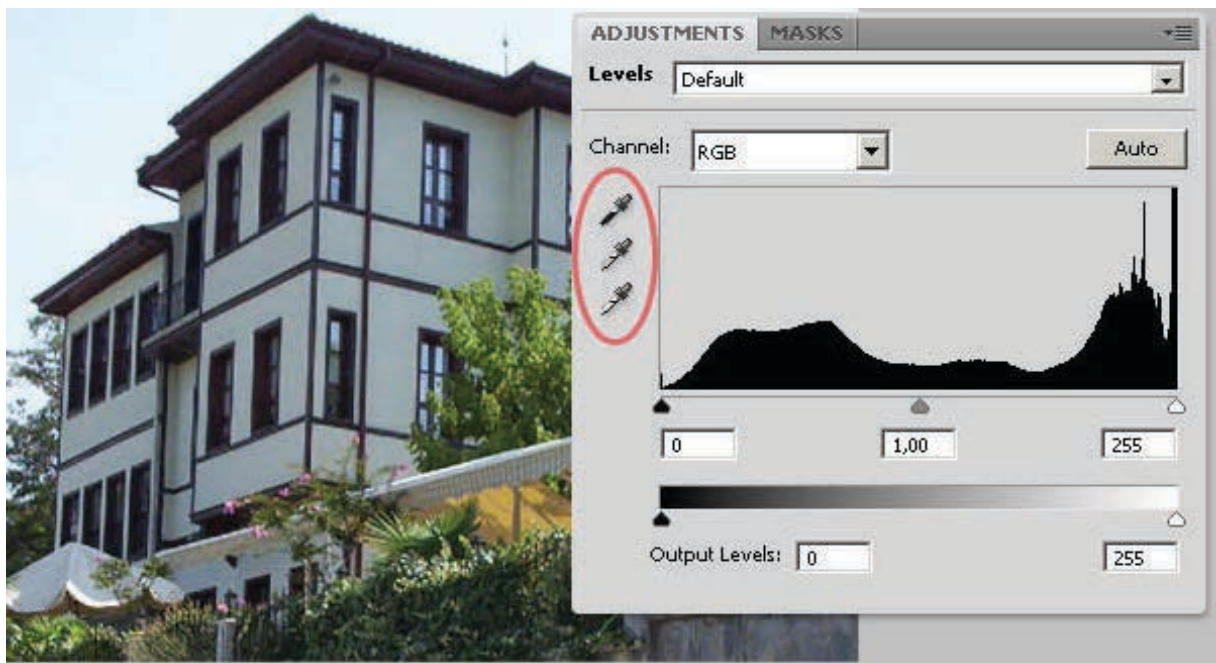 ADJUSTMENTS MASKS
Levels Default
Channel: RGB Auto
0 1,00 255
Output Levels: 0 255